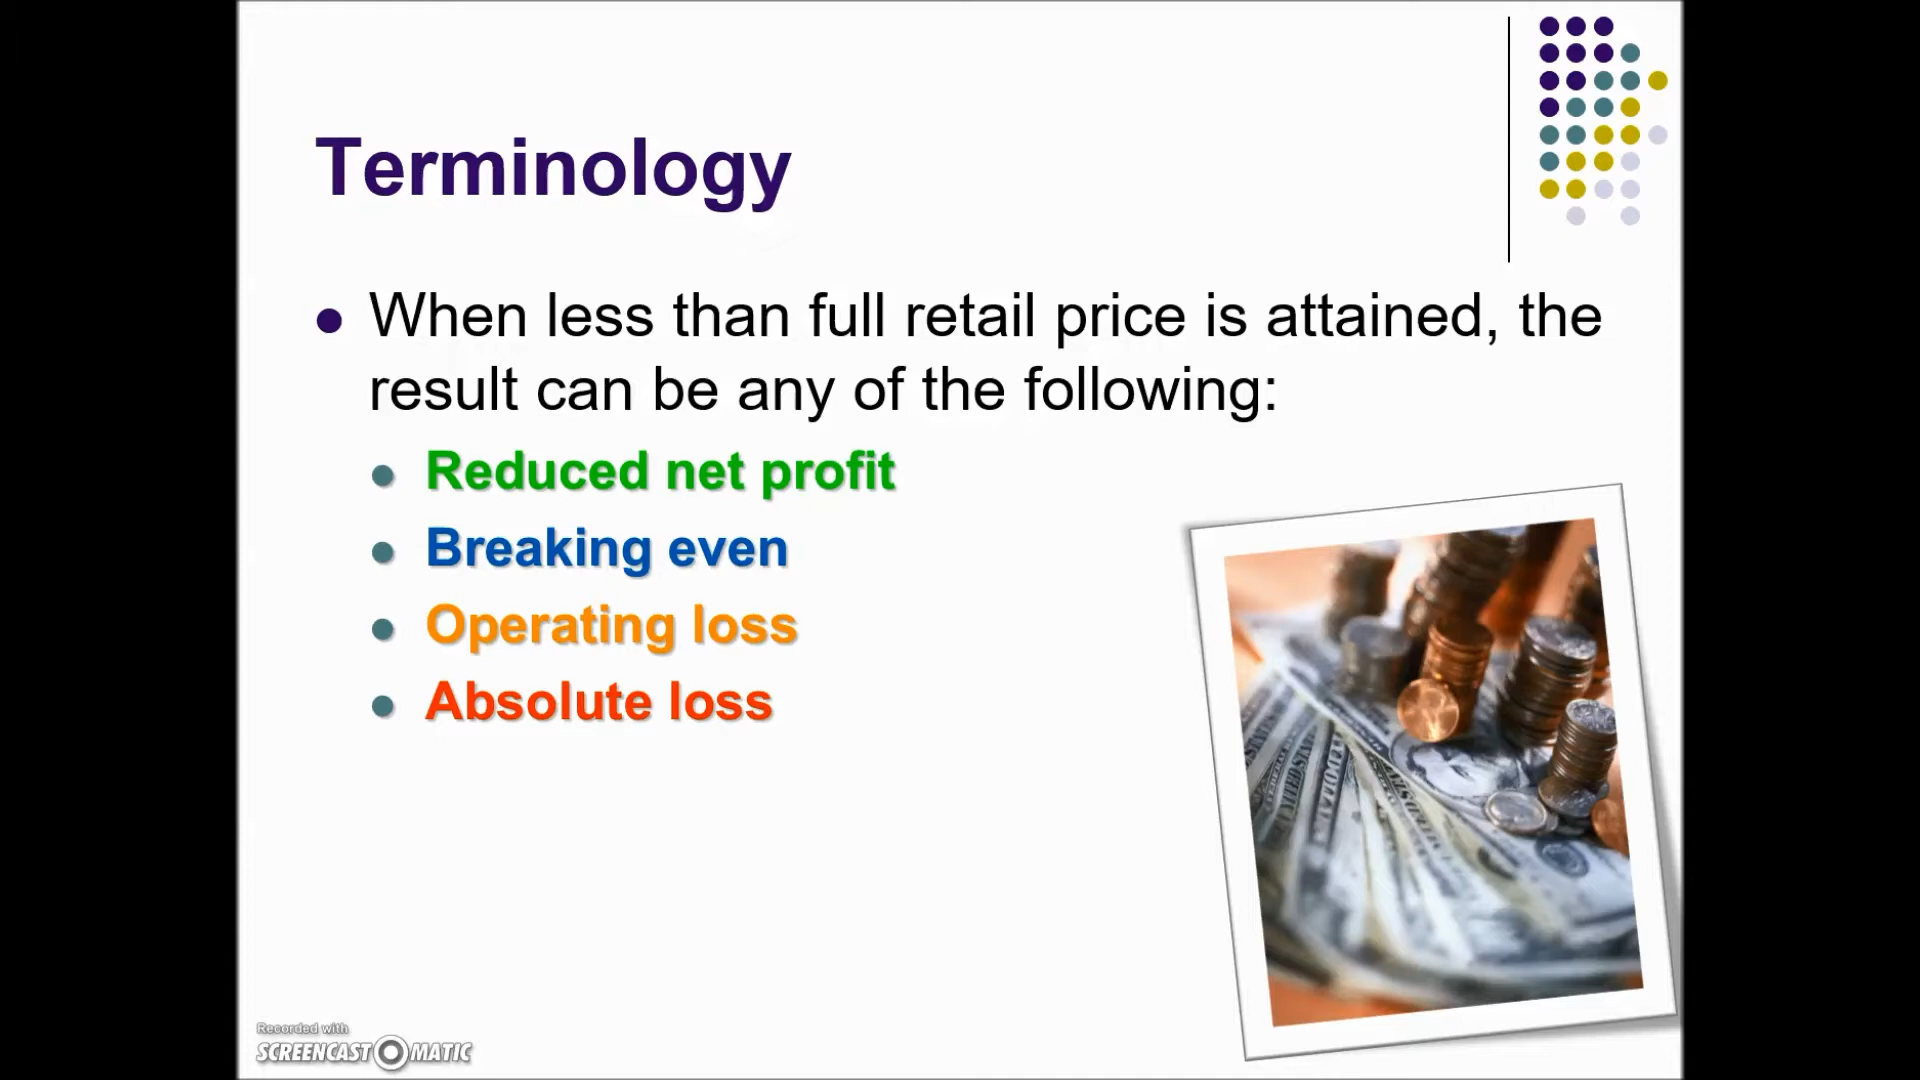 Terminology
When less than full retail price is attained, the
result can be any of the following:
Reduced net profit
Breaking even
Operating loss
Absolute loss
Recorded with
SCREENCAST-O-MATIC